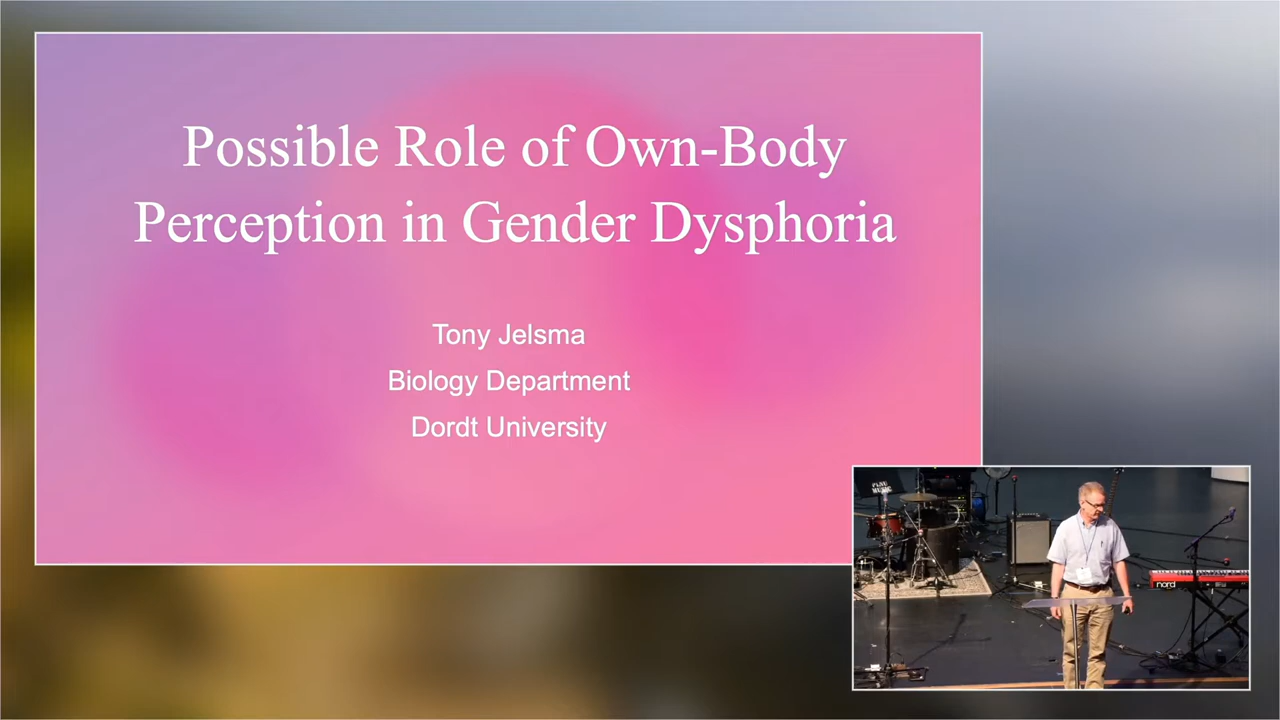 Possible Role of Own-Body
Perception in Gender Dysphoria
Tony Jelsma
Biology Department
Dordt University
nord